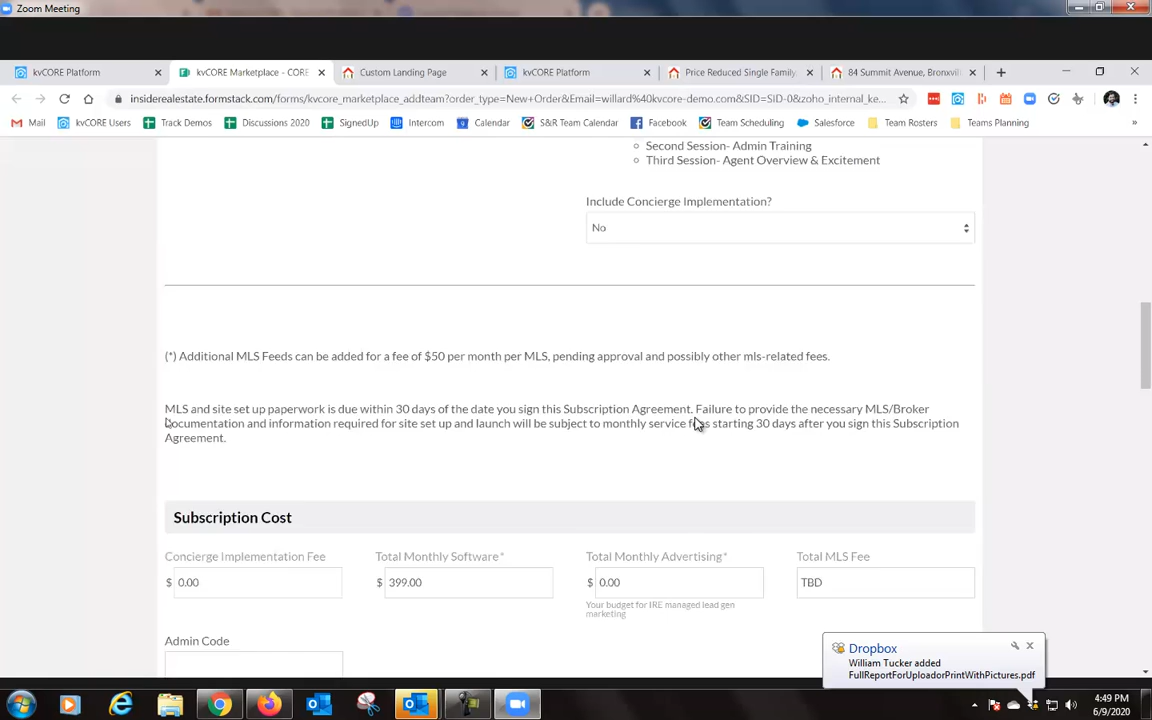 Zoom Meeting
kvCORE Platform
kvCORE Marketplace - CORE
Custom Landing Page
kvCORE Platform
Price Reduced Single Family
84 Summit Avenue, Bronxvill
insiderealestate.formstack.com/forms/kvcore_marketplace_addteam?order_type=New+Order&Email=willard%40kvcore-demo.com&SID=SID-0&zoho_internal_ke...
Mail
kvCORE Users
Track Demos
Discussions 2020
SignedUp
Intercom
Calendar
S&R Team Calendar
Facebook
Team Scheduling
Salesforce
Team Rosters
Teams Planning
Second Session- Admin Training
Third Session- Agent Overview & Excitement
Include Concierge Implementation?
No
(*) Additional MLS Feeds can be added for a fee of $50 per month per MLS, pending approval and possibly other mls-related fees.
MLS and site set up paperwork is due within 30 days of the date you sign this Subscription Agreement. Failure to provide the necessary MLS/Broker
documentation and information required for site set up and launch will be subject to monthly service fees starting 30 days after you sign this Subscription
Agreement.
Subscription Cost
Concierge Implementation Fee
Total Monthly Software*
Total Monthly Advertising*
Total MLS Fee
$ 0.00
$ 399.00
$ 0.00
TBD
Your budget for IRE managed lead gen
marketing
Admin Code
Dropbox
William Tucker added
FullReportForUploadorPrintWithPictures.pdf
4:49 PM
6/9/2020